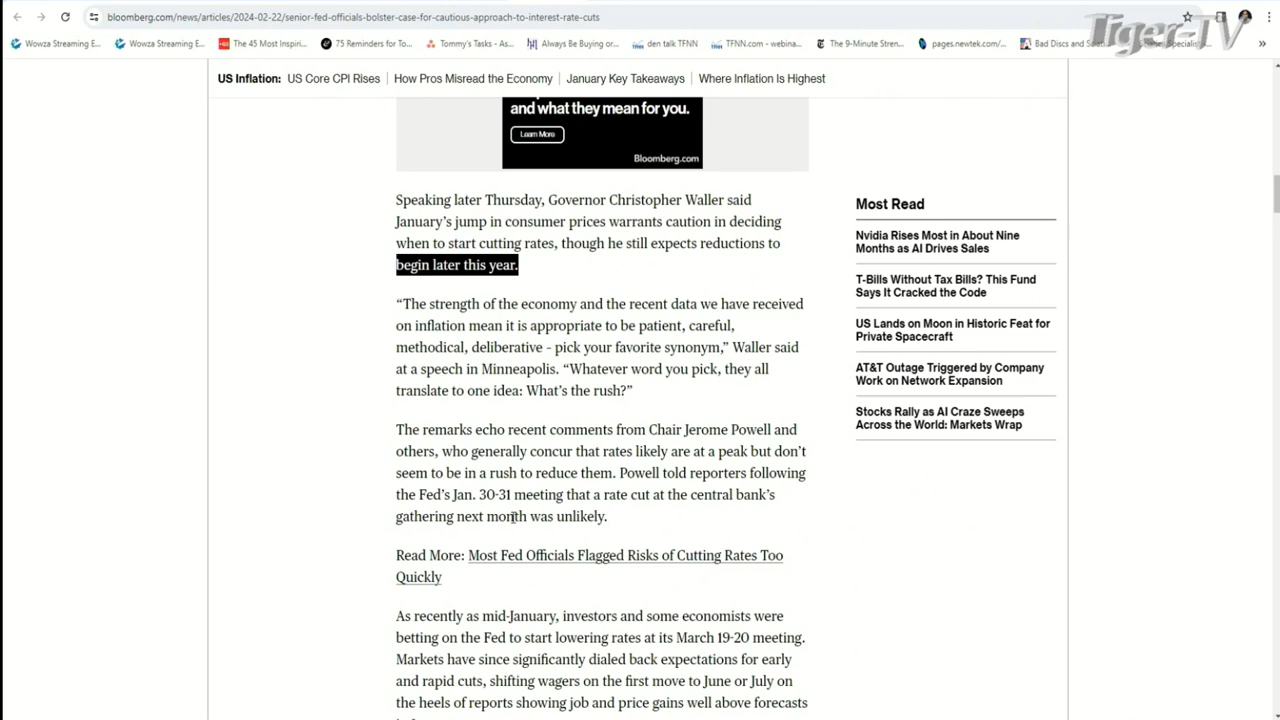 bloomberg.com/news/articles/2024-02-22/senior-fed-officials-bolster-case-for-cautious-approach-to-interest-rate-cuts
Tiger-TV
Wowza Streaming E... Wowza Streaming E... The 45 Most Inspiri... 75 Reminders for To... Tommy's Tasks - As... Always Be Buying or... den talk TFNN TFNN.com - webina... The 9-Minute Stren... pages.newtek.com/... Bad Discs and
US Inflation: US Core CPI Rises How Pros Misread the Economy January Key Takeaways Where Inflation Is Highest
and what they mean for you.
Learn More
Bloomberg.com
Speaking later Thursday, Governor Christopher Waller said
January's jump in consumer prices warrants caution in deciding
when to start cutting rates, though he still expects reductions to
begin later this year.
“The strength of the economy and the recent data we have received
on inflation mean it is appropriate to be patient, careful,
methodical, deliberative - pick your favorite synonym,” Waller said
at a speech in Minneapolis. “Whatever word you pick, they all
translate to one idea: What's the rush?”
The remarks echo recent comments from Chair Jerome Powell and
others, who generally concur that rates likely are at a peak but don't
seem to be in a rush to reduce them. Powell told reporters following
the Fed's Jan. 30-31 meeting that a rate cut at the central bank's
gathering next month was unlikely.
Read More: Most Fed Officials Flagged Risks of Cutting Rates Too
Quickly
As recently as mid-January, investors and some economists were
betting on the Fed to start lowering rates at its March 19-20 meeting.
Markets have since significantly dialed back expectations for early
and rapid cuts, shifting wagers on the first move to June or July on
the heels of reports showing job and price gains well above forecasts
Most Read
Nvidia Rises Most in About Nine
Months as AI Drives Sales
T-Bills Without Tax Bills? This Fund
Says It Cracked the Code
US Lands on Moon in Historic Feat for
Private Spacecraft
AT&T Outage Triggered by Company
Work on Network Expansion
Stocks Rally as AI Craze Sweeps
Across the World: Markets Wrap